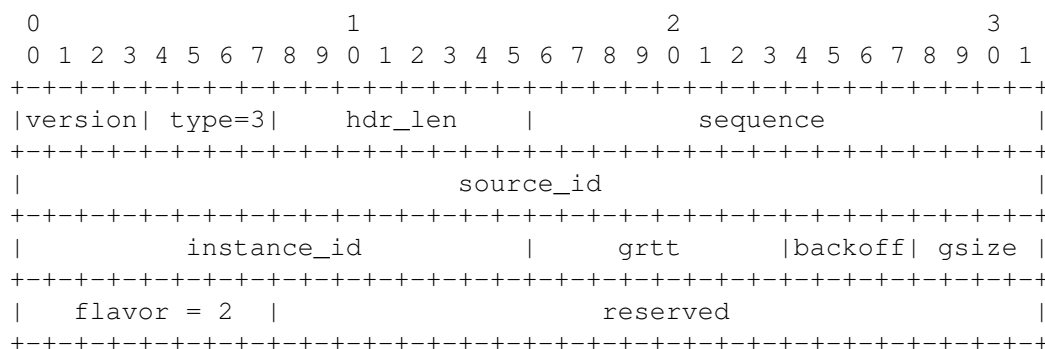 0                   1                   2                   3
 0 1 2 3 4 5 6 7 8 9 0 1 2 3 4 5 6 7 8 9 0 1 2 3 4 5 6 7 8 9 0 1
+-+-+-+-+-+-+-+-+-+-+-+-+-+-+-+-+-+-+-+-+-+-+-+-+-+-+-+-+-+-+-+-+
|version| type=3|    hdr_len    |          sequence             |
+-+-+-+-+-+-+-+-+-+-+-+-+-+-+-+-+-+-+-+-+-+-+-+-+-+-+-+-+-+-+-+-+
|                           source_id                           |
+-+-+-+-+-+-+-+-+-+-+-+-+-+-+-+-+-+-+-+-+-+-+-+-+-+-+-+-+-+-+-+-+
|          instance_id          |     grtt      |backoff| gsize |
+-+-+-+-+-+-+-+-+-+-+-+-+-+-+-+-+-+-+-+-+-+-+-+-+-+-+-+-+-+-+-+-+
|   flavor = 2  |                    reserved                   |
+-+-+-+-+-+-+-+-+-+-+-+-+-+-+-+-+-+-+-+-+-+-+-+-+-+-+-+-+-+-+-+-+